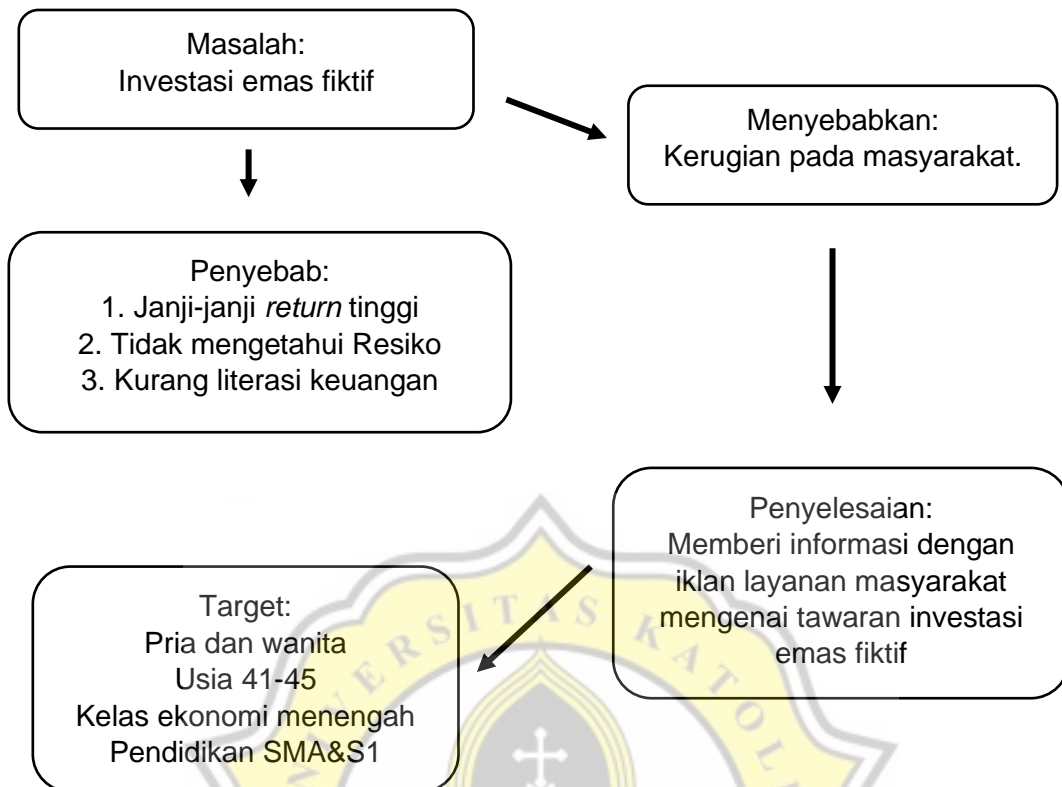 Masalah:
Investasi emas fiktif
Menyebabkan:
Kerugian pada masyarakat.
Penyebab:
1. Janji-janji return tinggi
2. Tidak mengetahui Resiko
3. Kurang literasi keuangan
Penyelesaian:
Memberi informasi dengan
iklan layanan masyarakat
mengenai tawaran investasi
emas fiktif
Target:
Pria dan wanita
Usia 41-45
Kelas ekonomi menengah
Pendidikan SMA&S1